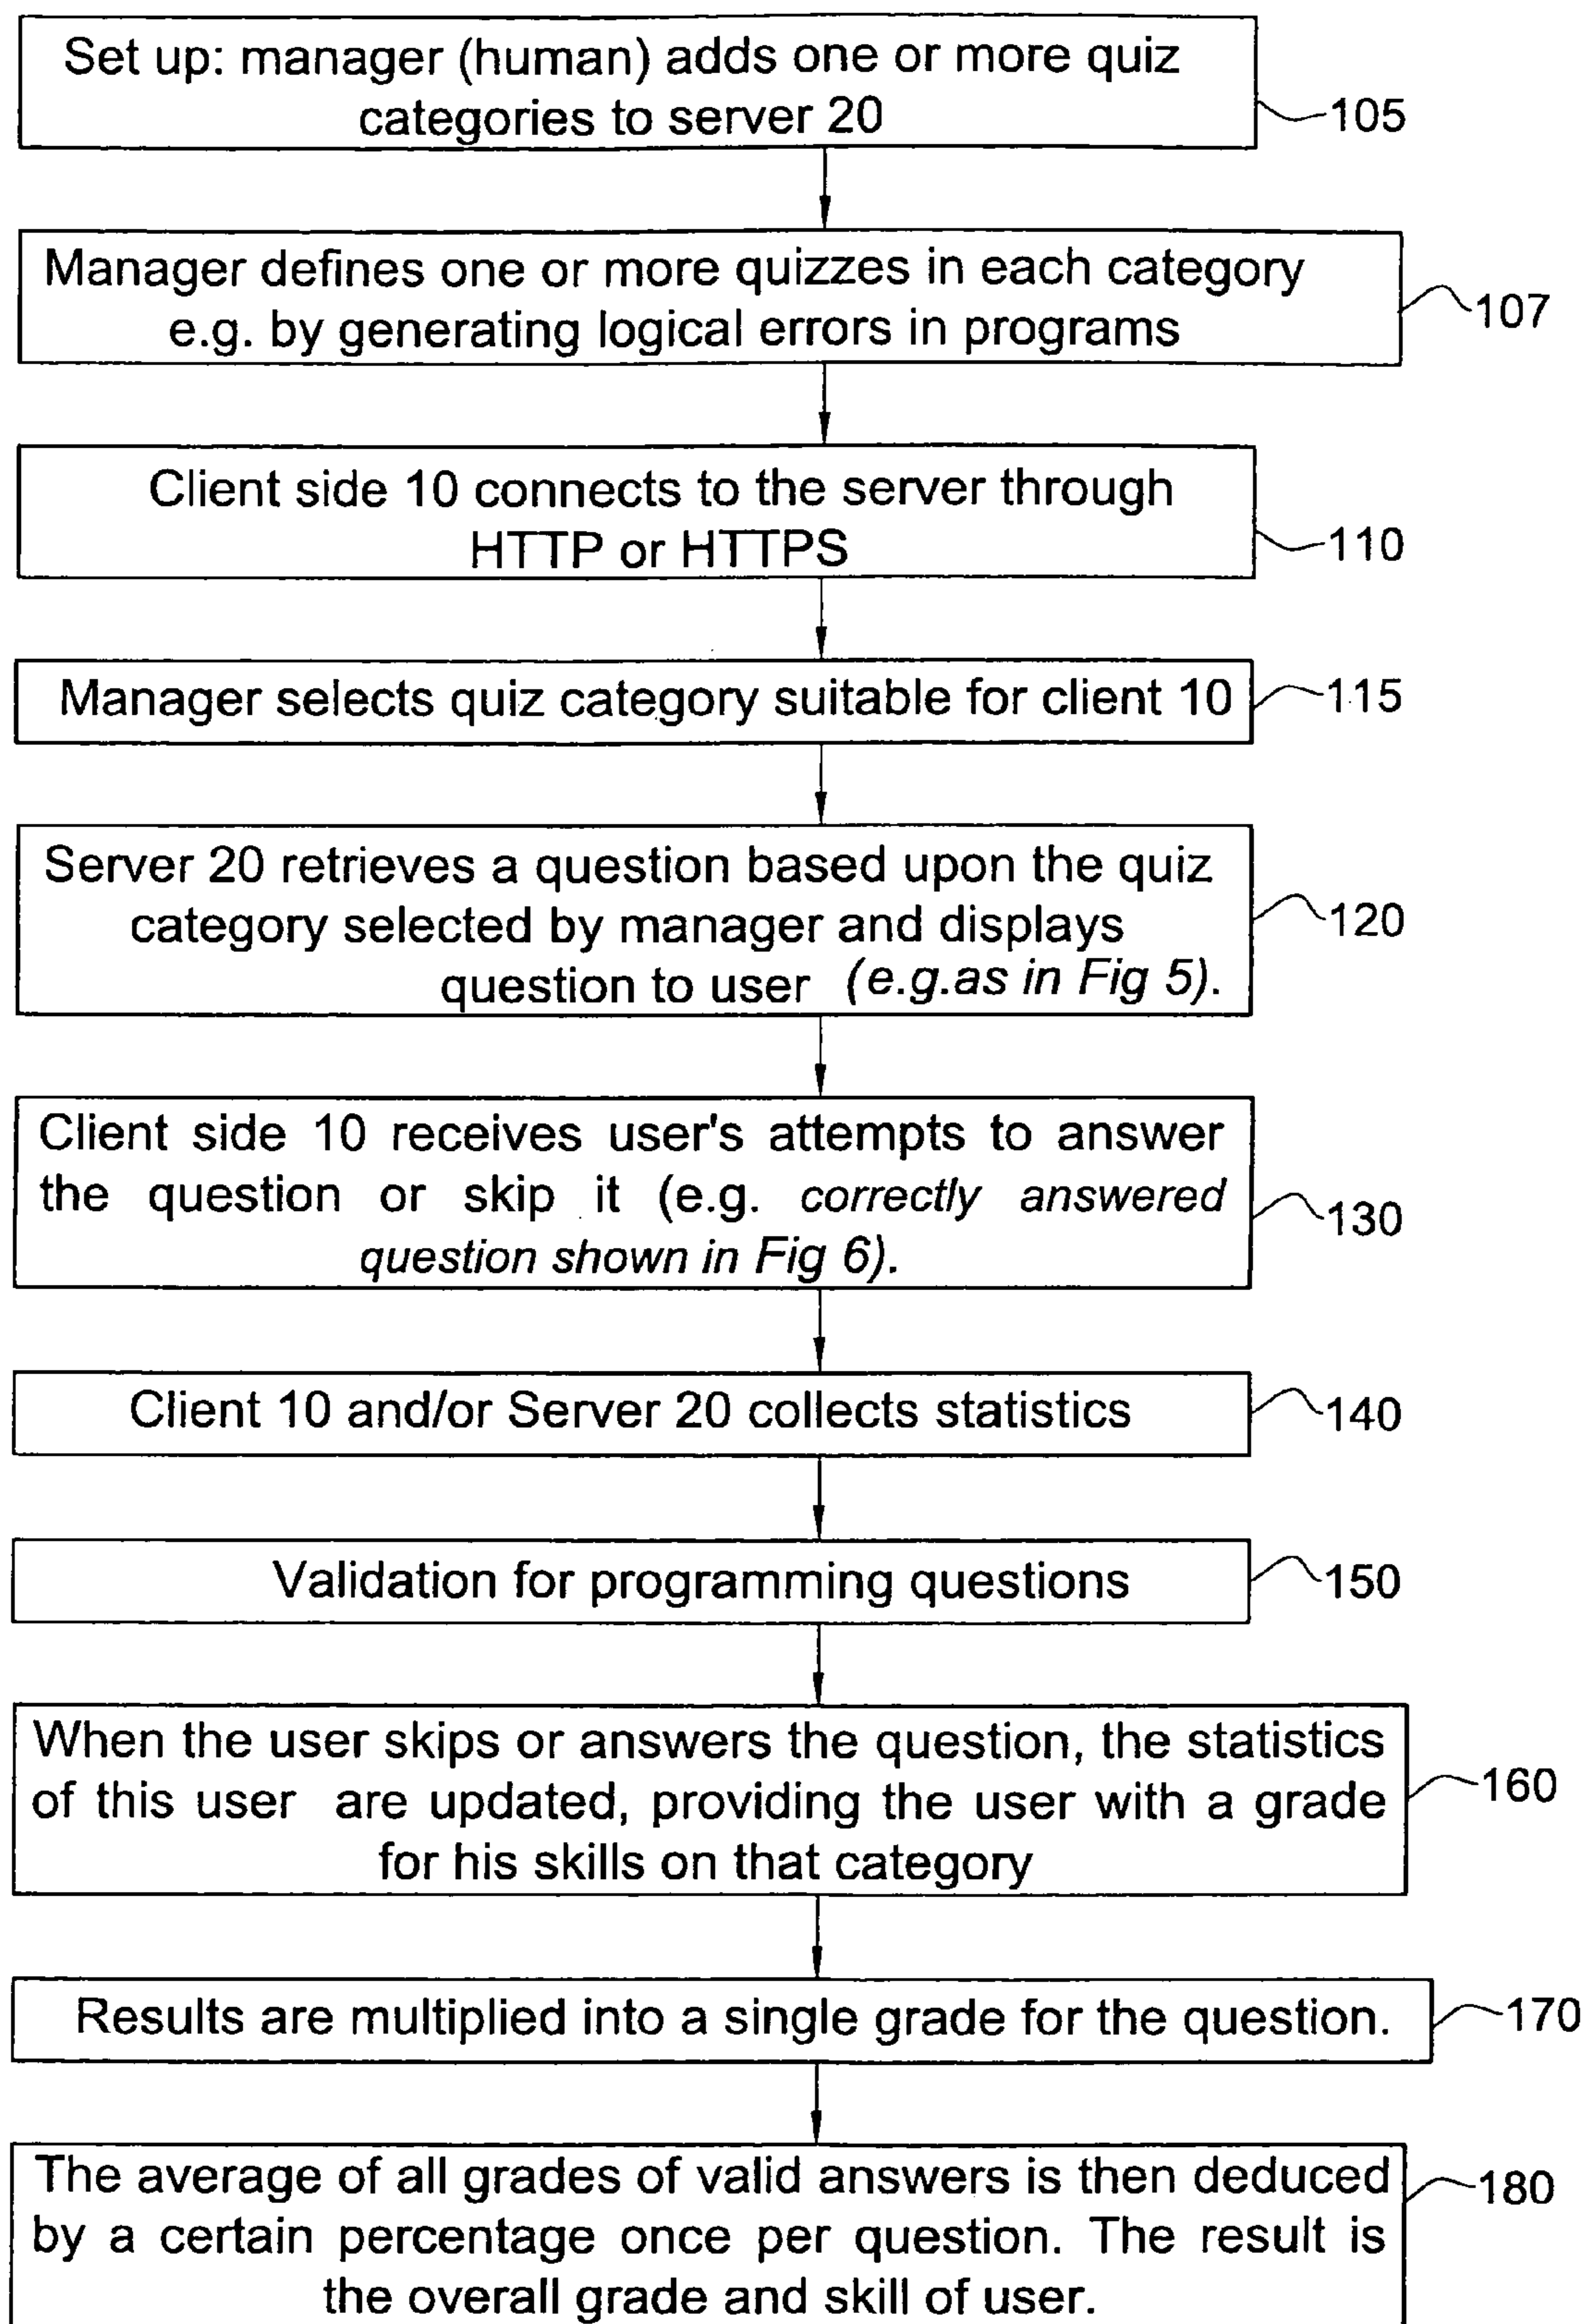 Set up: manager (human) adds one or more quiz
categories to server 20
105
Manager defines one or more quizzes in each category
e.g. by generating logical errors in programs
107
Client side 10 connects to the server through
HTTP or HTTPS
110
Manager selects quiz category suitable for client 10
115
Server 20 retrieves a question based upon the quiz
category selected by manager and displays
question to user (e.g.as in Fig 5).
120
Client side 10 receives user's attempts to answer
the question or skip it (e.g. correctly answered
question shown in Fig 6).
130
Client 10 and/or Server 20 collects statistics
140
Validation for programming questions
150
When the user skips or answers the question, the statistics
of this user are updated, providing the user with a grade
for his skills on that category
160
Results are multiplied into a single grade for the question.
170
The average of all grades of valid answers is then deduced
by a certain percentage once per question. The result is
the overall grade and skill of user.
180